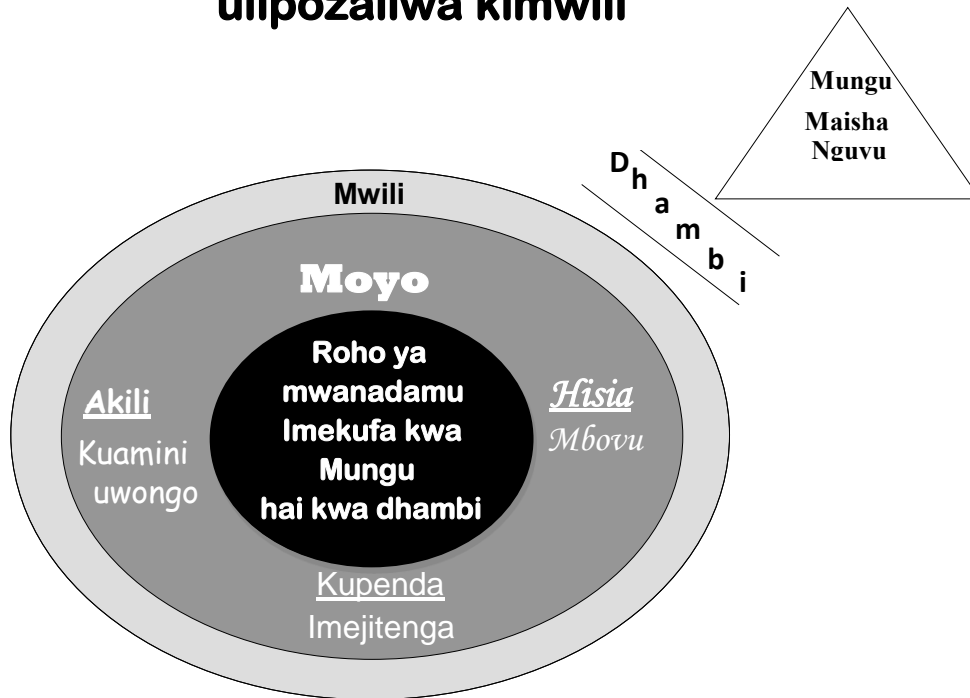 ulipozaliwa kimwili
Mungu
Maisha
Nguvu
Dhambi
Mwili
Moyo
Roho ya
mwanadamu
Imekufa kwa
Mungu
hai kwa dhambi
Akili
Kuamini
uwongo
Hisia
Mbovu
Kupenda
Imejitenga